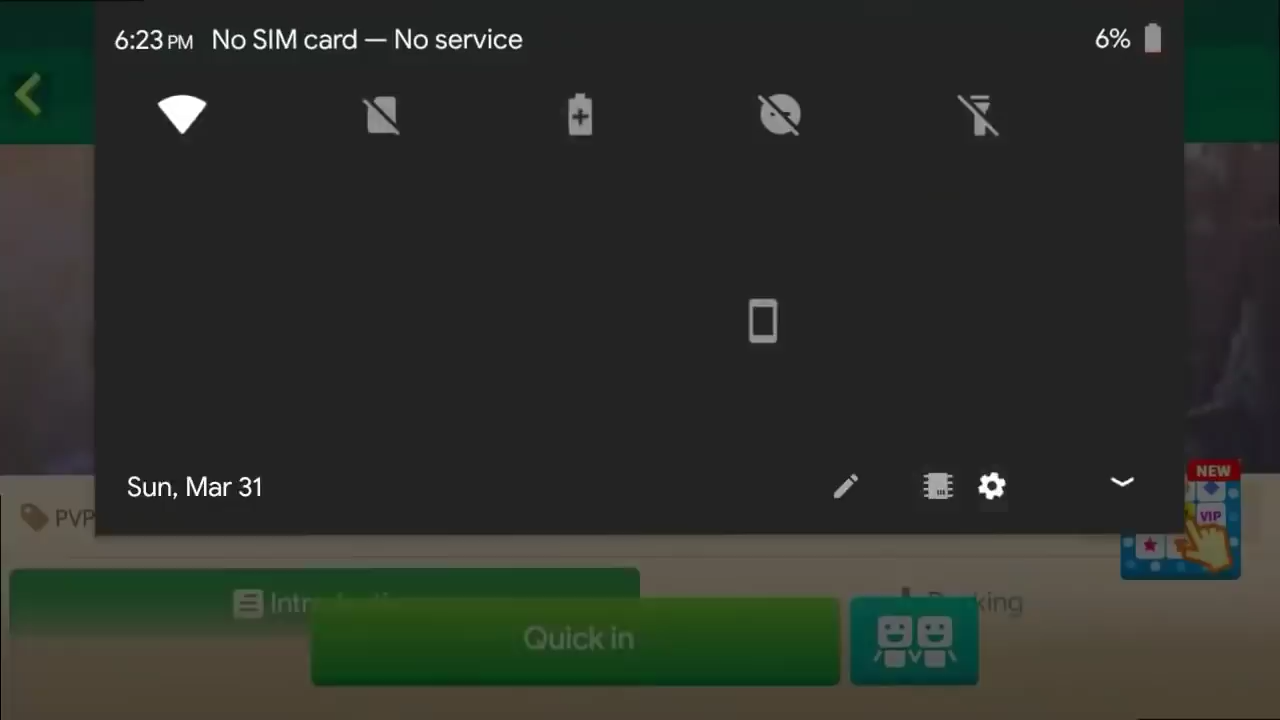 6:23 PM No SIM card — No service 6%
Sun, Mar 31
NEW
VIP
PVP
Quick in